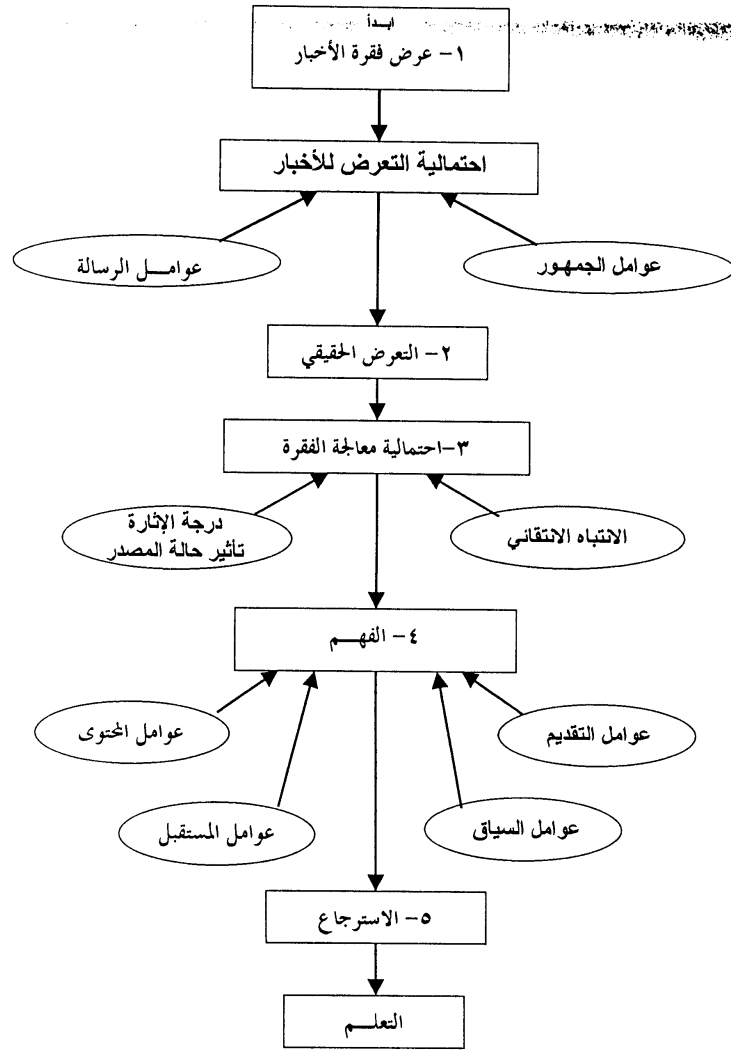 ابدأ
١- عرض فقرة الأخبار
احتمالية التعرض للأخبار
عوامل الجمهور
عوامل الرسالة
٢- التعرض الحقيقي
٣-احتمالية معالجة الفقرة
الانتباه الانتقائي
درجة الإثارة
تأثير حالة المصدر
٤- الفهم
عوامل التقديم
عوامل المحتوى
عوامل السياق
عوامل المستقبل
٥- الاسترجاع
التعلم